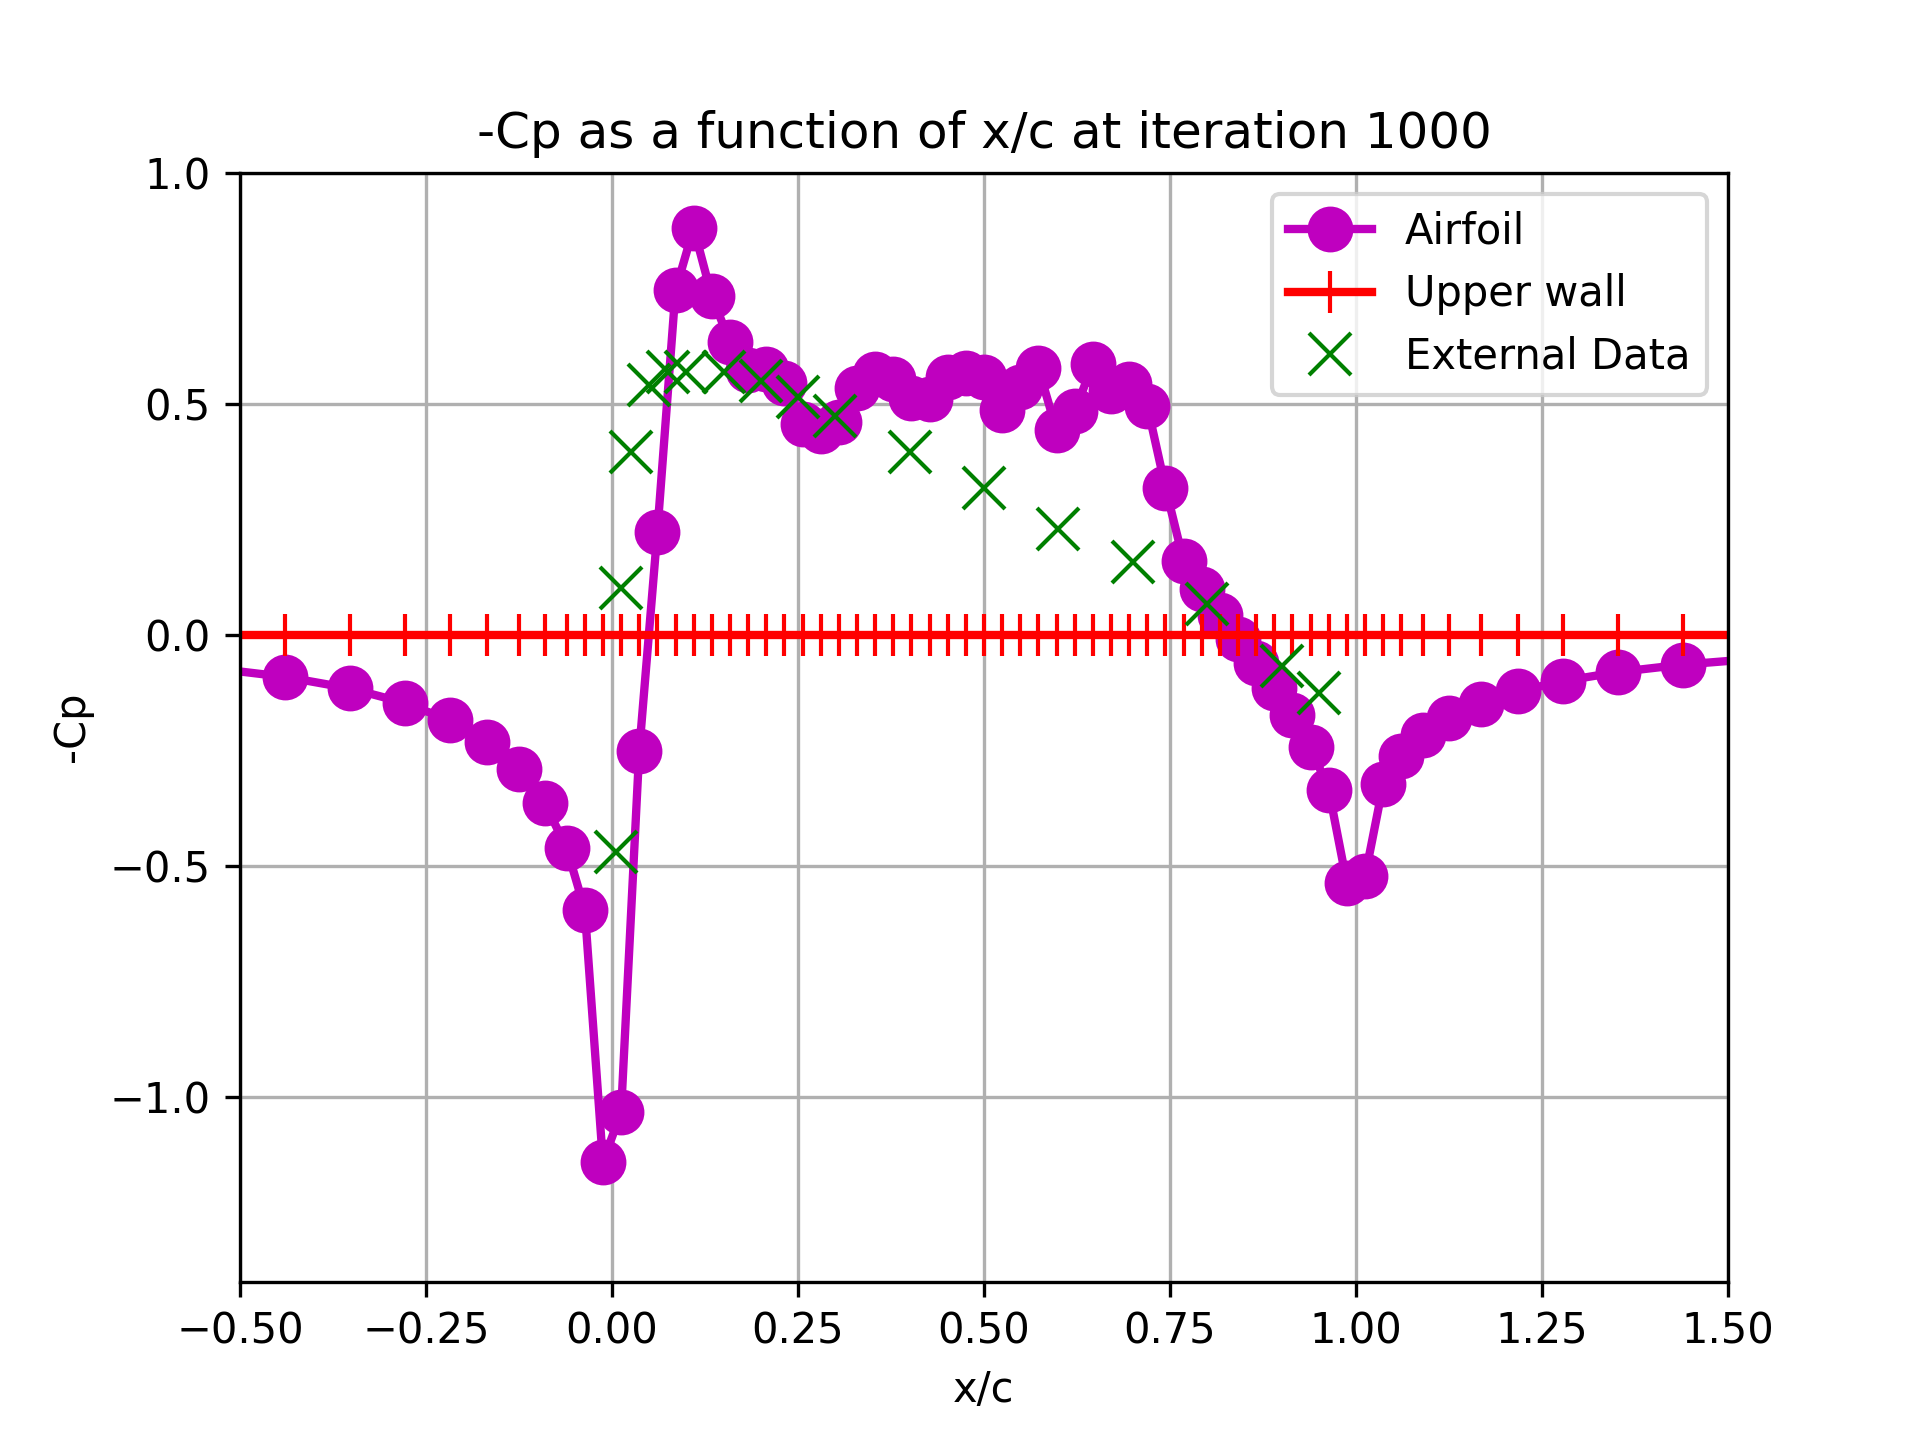 -Cp as a function of x/c at iteration 1000
1.0
0.5
0.0
−0.5
−1.0
-Cp
Airfoil
Upper wall
External Data
−0.50 −0.25 0.00 0.25 0.50 0.75 1.00 1.25 1.50
x/c